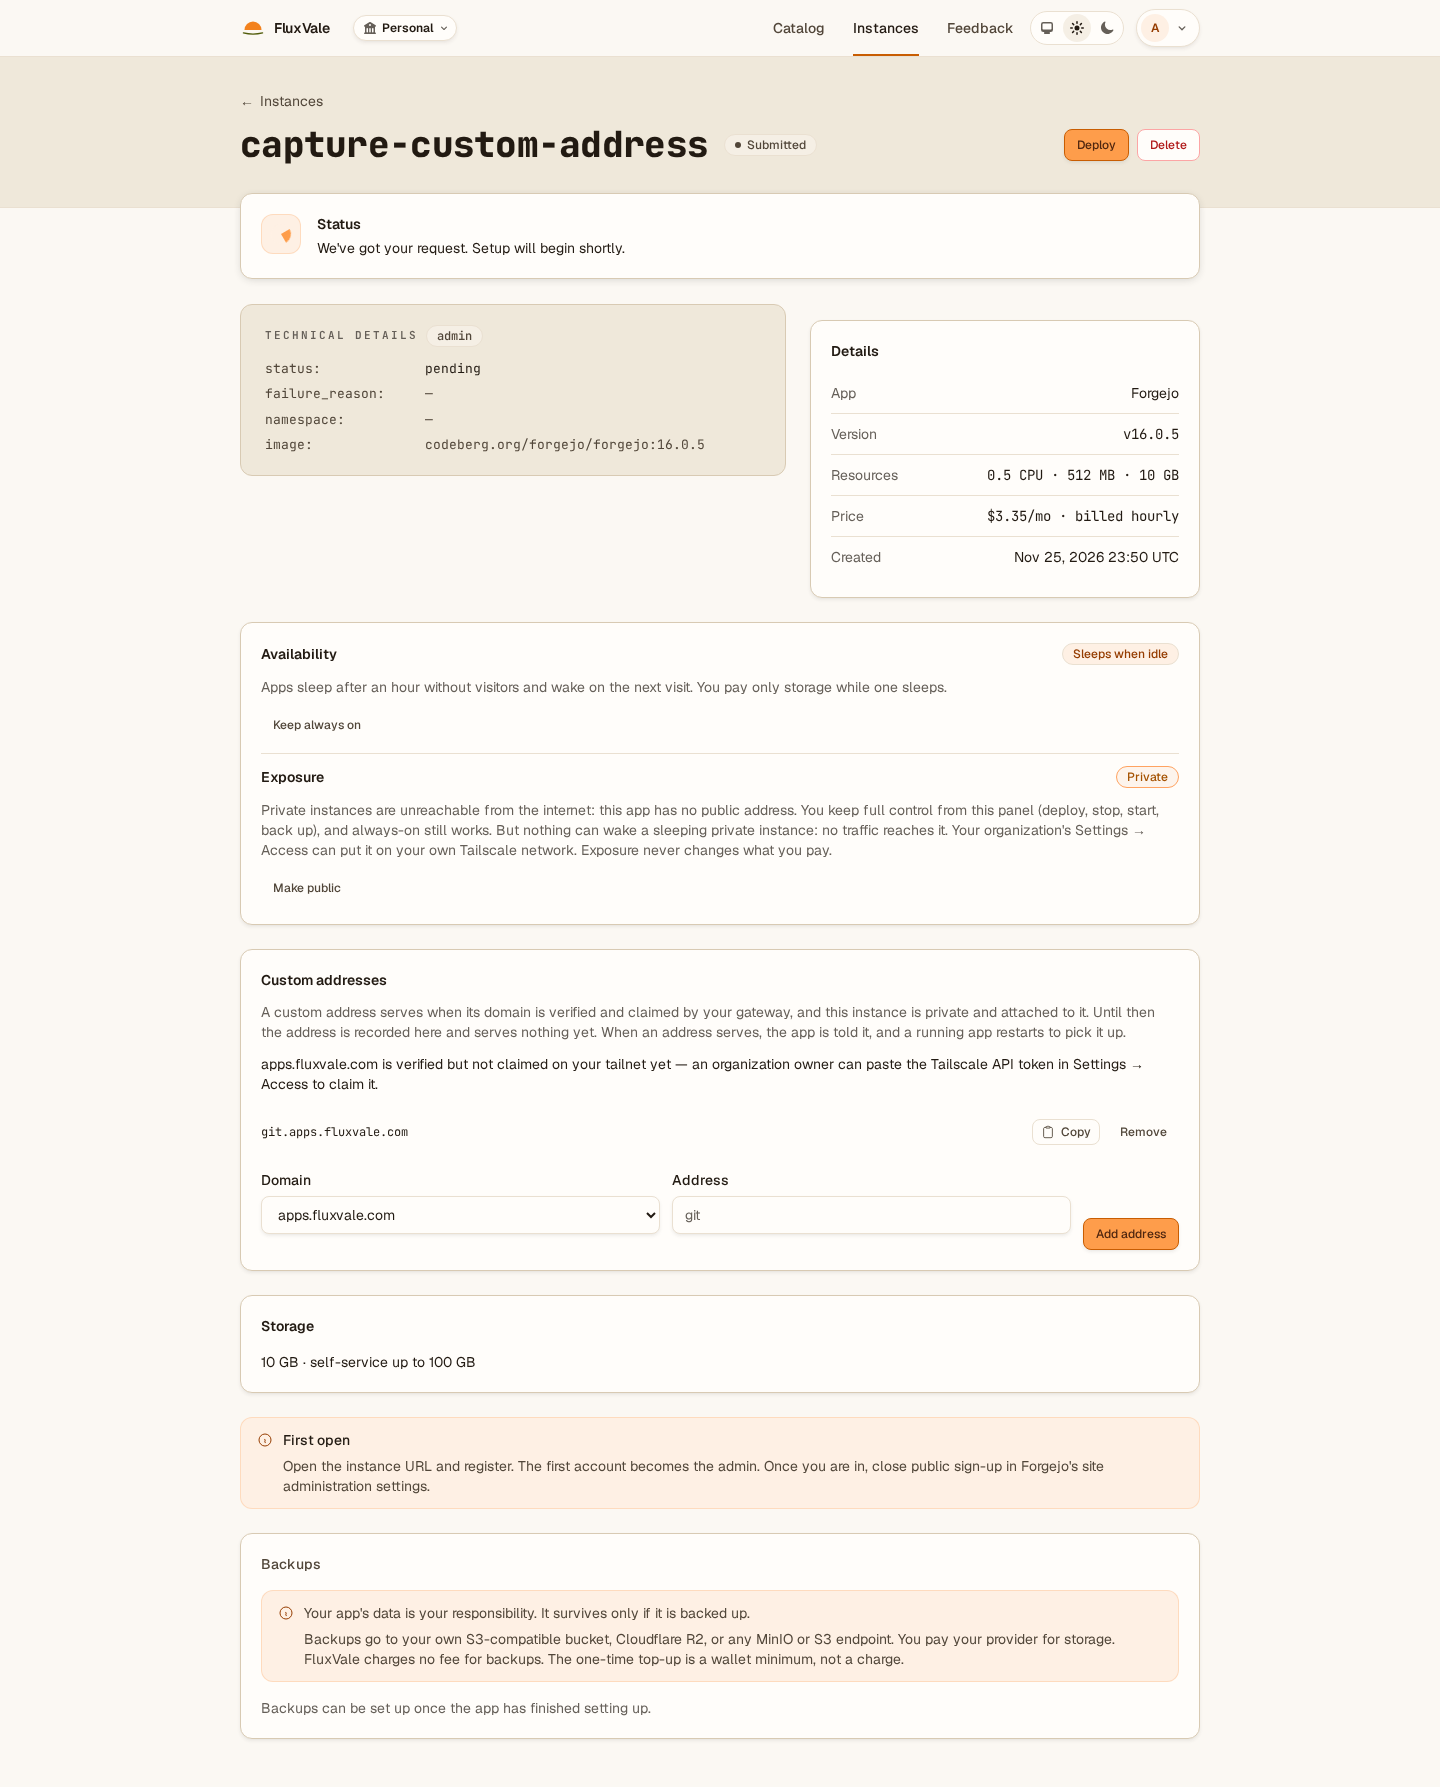 FluxVale
Personal
Catalog
Instances
Feedback
A
← Instances
capture-custom-address
Submitted
Deploy
Delete
Status
We've got your request. Setup will begin shortly.
TECHNICAL DETAILS
admin
status: pending
failure_reason: —
namespace: —
image: codeberg.org/forgejo/forgejo:16.0.5
Details
App Forgejo
Version v16.0.5
Resources 0.5 CPU · 512 MB · 10 GB
Price $3.35/mo · billed hourly
Created Nov 25, 2026 23:50 UTC
Availability
Sleeps when idle
Apps sleep after an hour without visitors and wake on the next visit. You pay only storage while one sleeps.
Keep always on
Exposure
Private
Private instances are unreachable from the internet: this app has no public address. You keep full control from this panel (deploy, stop, start,
back up), and always-on still works. But nothing can wake a sleeping private instance: no traffic reaches it. Your organization's Settings →
Access can put it on your own Tailscale network. Exposure never changes what you pay.
Make public
Custom addresses
A custom address serves when its domain is verified and claimed by your gateway, and this instance is private and attached to it. Until then
the address is recorded here and serves nothing yet. When an address serves, the app is told it, and a running app restarts to pick it up.
apps.fluxvale.com is verified but not claimed on your tailnet yet — an organization owner can paste the Tailscale API token in Settings →
Access to claim it.
git.apps.fluxvale.com
Copy
Remove
Domain
Address
apps.fluxvale.com
git
Add address
Storage
10 GB · self-service up to 100 GB
First open
Open the instance URL and register. The first account becomes the admin. Once you are in, close public sign-up in Forgejo's site
administration settings.
Backups
Your app's data is your responsibility. It survives only if it is backed up.
Backups go to your own S3-compatible bucket, Cloudflare R2, or any MinIO or S3 endpoint. You pay your provider for storage.
FluxVale charges no fee for backups. The one-time top-up is a wallet minimum, not a charge.
Backups can be set up once the app has finished setting up.